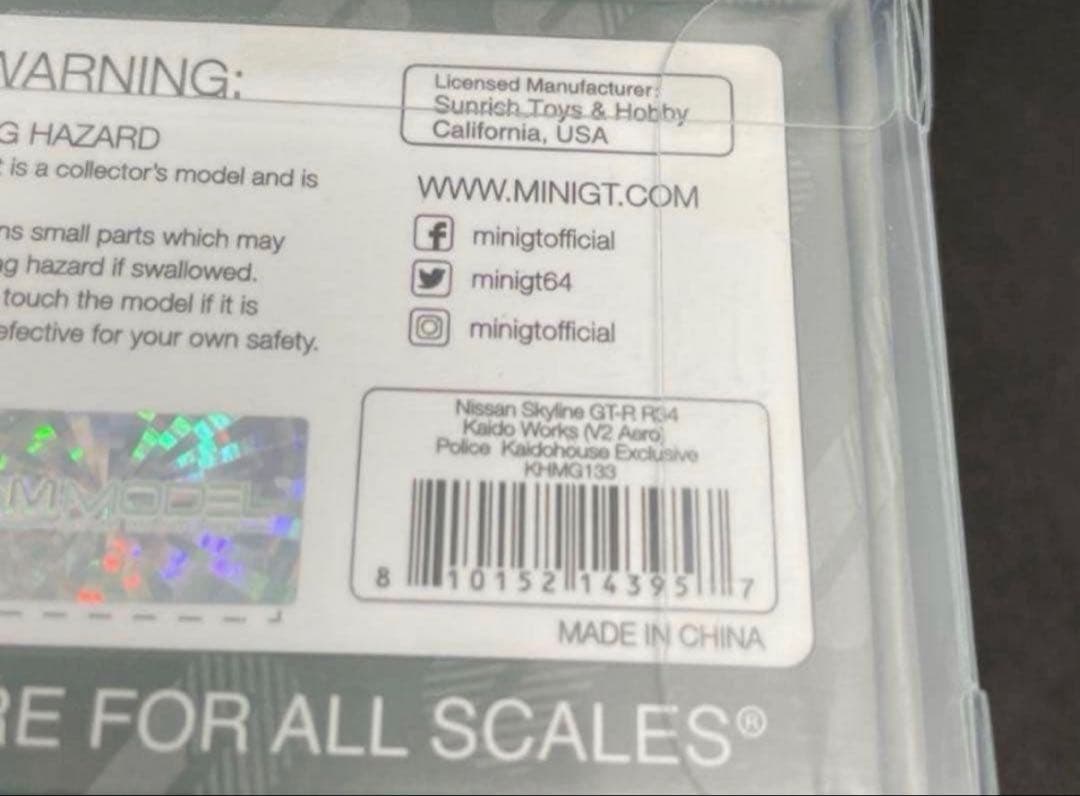 WARNING:
G HAZARD
is a collector's model and is
ns small parts which may
g hazard if swallowed.
touch the model if it is
efective for your own safety.
Licensed Manufacturer:
Sunrish Toys & Hobby
California, USA
WWW.MINIGT.COM
minigtofficial
minigt64
minigtofficial
Nissan Skyline GT-R R34
Kaido Works (V2 Aero)
Police Kaidohouse Exclusive
KHMG133
8 10152 14395 7
MADE IN CHINA
MODEL
RE FOR ALL SCALES®